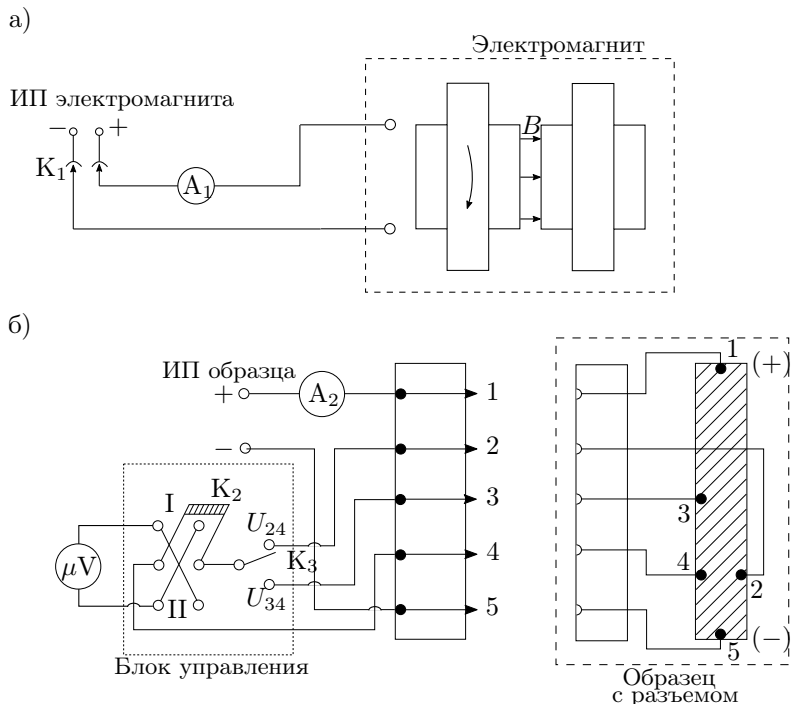 а)
Электромагнит
ИП электромагнита
− +
K₁
A₁
B
б)
ИП образца
+
A₂
−
1
2
3
4
5
I
K₂
U₂₄
K₃
μV
II
U₃₄
Блок управления
1
(+)
3
4
2
(−)
5
Образец
с разъемом